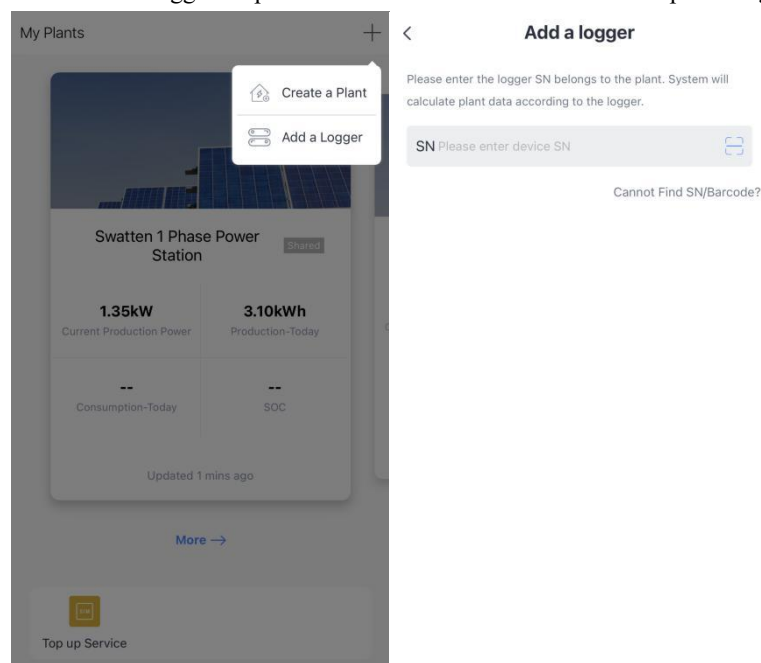 My Plants
Create a Plant
Add a Logger
Swatten 1 Phase Power
Station
Shared
1.35kW
3.10kWh
Current Production Power
Production-Today
--
--
Consumption-Today
SOC
Updated 1 mins ago
More →
Top up Service
Add a logger
Please enter the logger SN belongs to the plant. System will
calculate plant data according to the logger.
SN Please enter device SN
Cannot Find SN/Barcode?